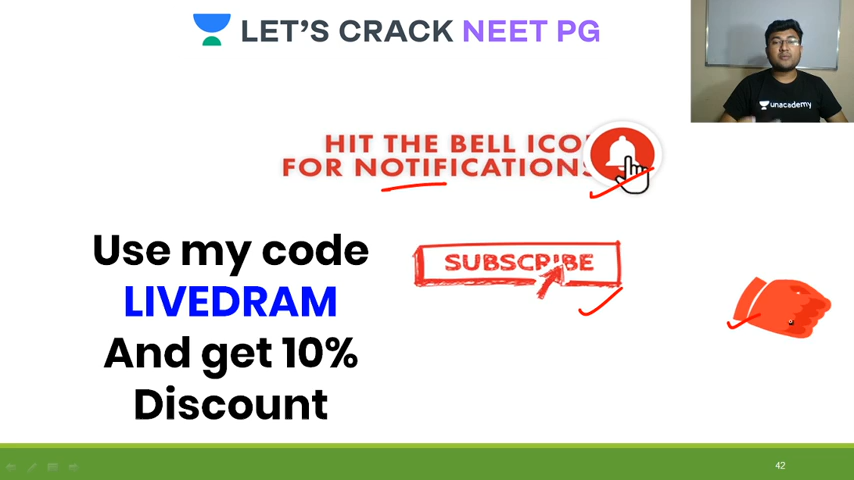 LET'S CRACK NEET PG
unacademy
HIT THE BELL ICON
FOR NOTIFICATIONS
SUBSCRIBE
Use my code
LIVEDRAM
And get 10%
Discount
42